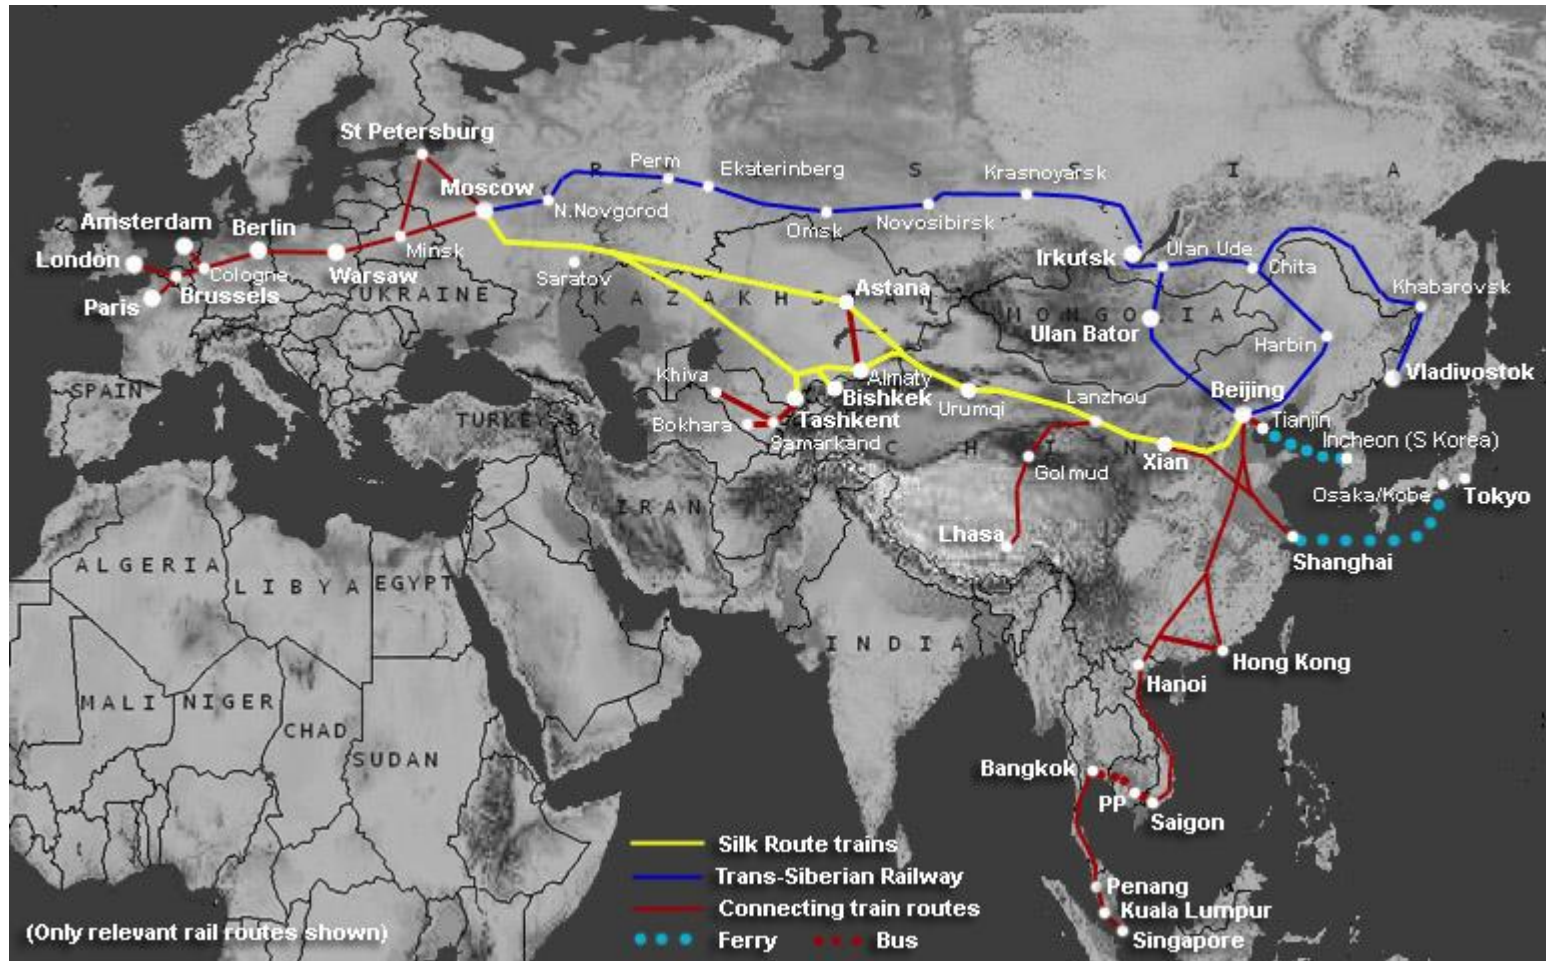 St Petersburg
Moscow
N.Novgorod
Perm
Ekaterinberg
Omsk
Novosibirsk
Krasnoyarsk
R U S S I A
Irkutsk
Ulan Ude
Chita
Khabarovsk
Vladivostok
Harbin
Amsterdam
Berlin
London
Cologne
Minsk
Warsaw
Paris
Brussels
UKRAINE
Saratov
KAZAKHSTAN
Astana
MONGOLIA
Ulan Bator
SPAIN
TURKEY
Khiva
Bokhara
Samarkand
Tashkent
Bishkek
Almaty
Urumqi
Lanzhou
Beijing
Tianjin
Incheon (S Korea)
Xian
C H I N
Golmud
Lhasa
Osaka/Kobe
Tokyo
Shanghai
IRAN
ALGERIA
LIBYA
EGYPT
INDIA
Hong Kong
Hanoi
MALI
NIGER
CHAD
SUDAN
Bangkok
PP
Saigon
Penang
Kuala Lumpur
Singapore
Silk Route trains
Trans-Siberian Railway
Connecting train routes
Ferry
Bus
(Only relevant rail routes shown)